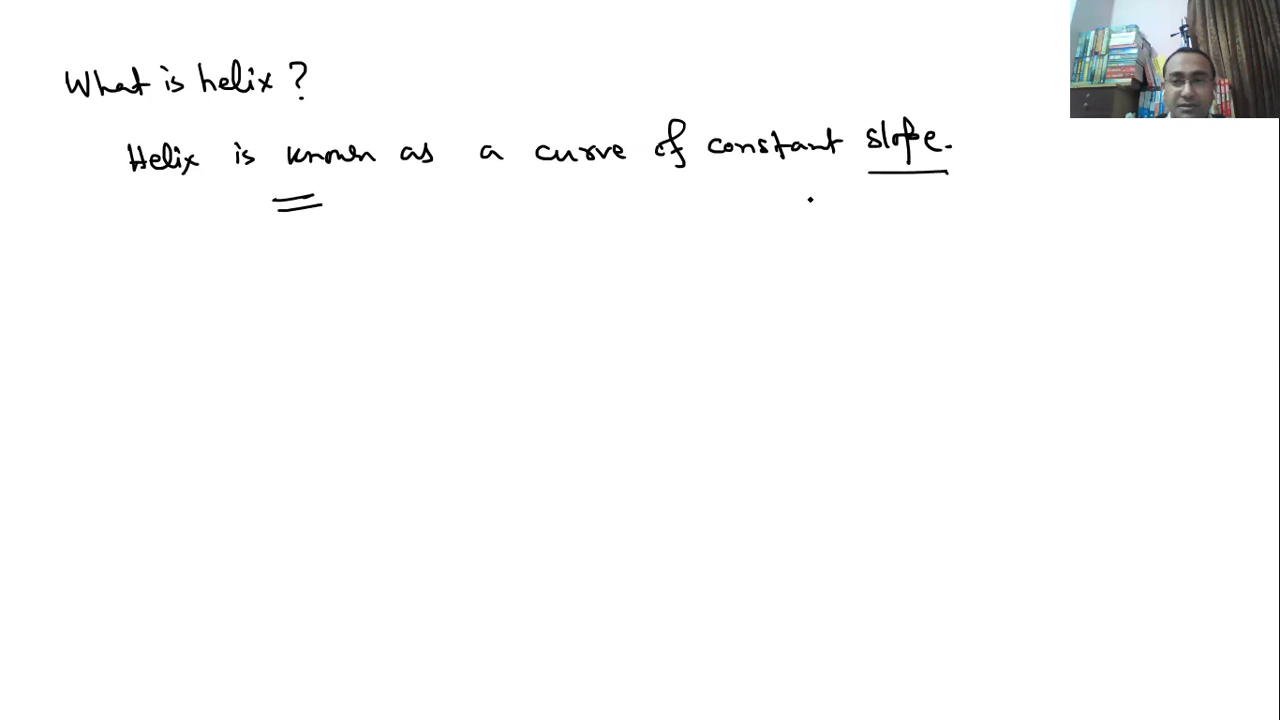 What is helix?
Helix is known as a curve of constant slope.